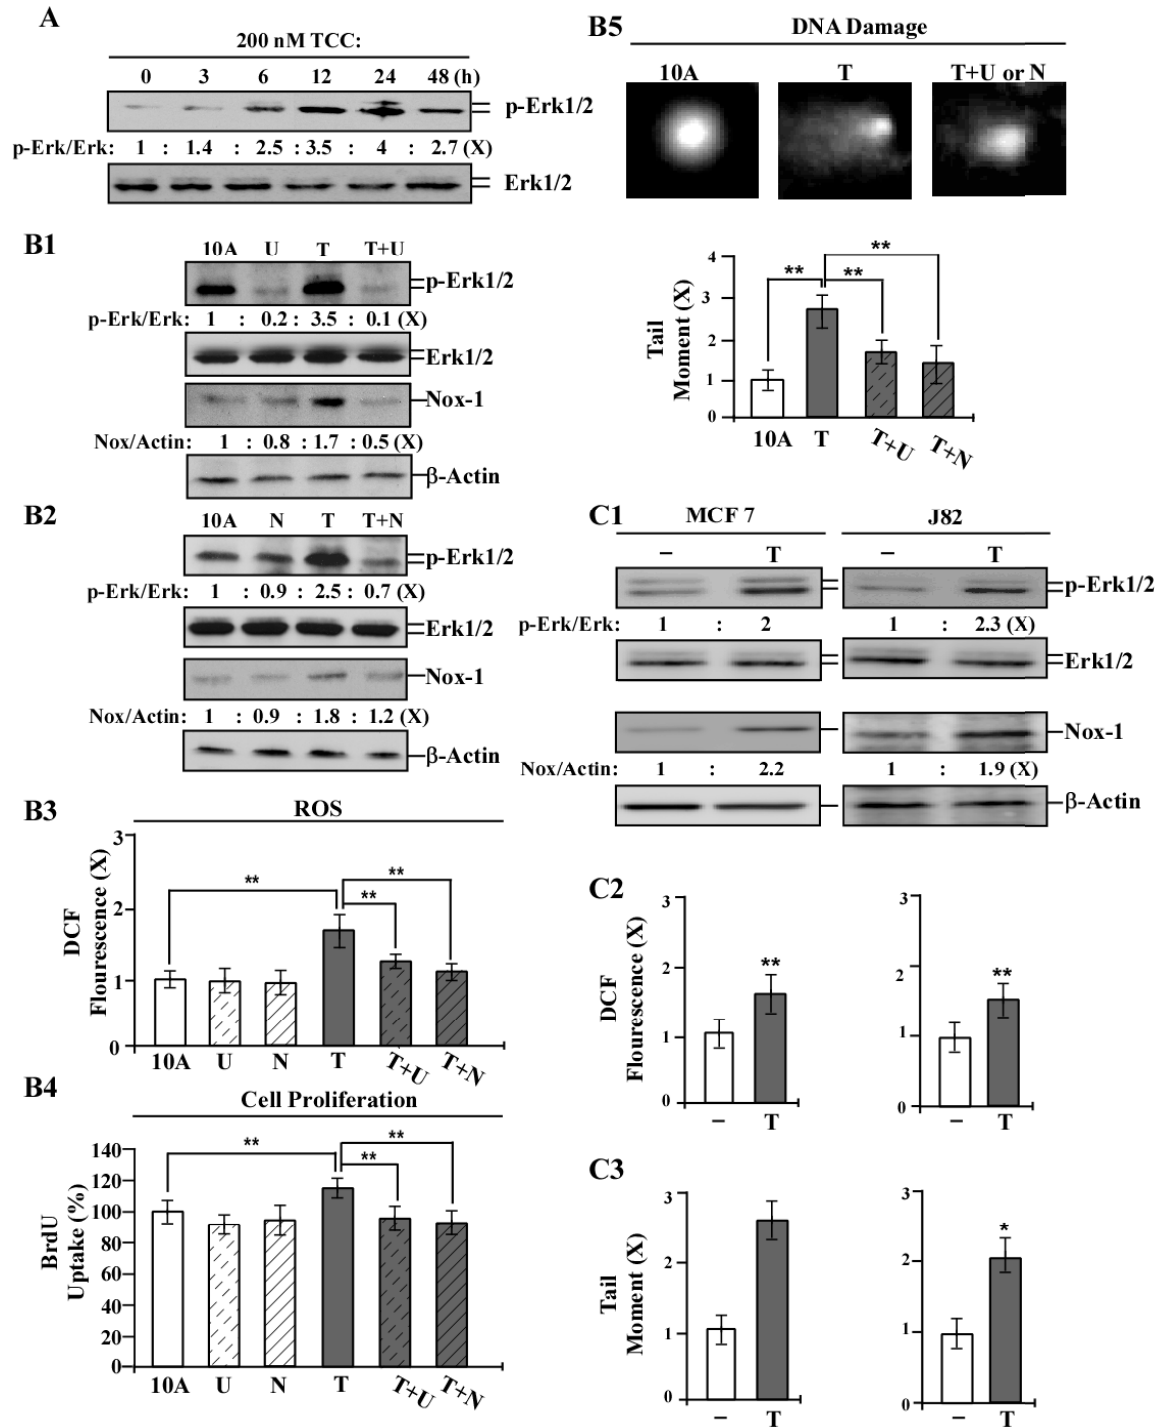 A
200 nM TCC:
0 3 6 12 24 48 (h)
p-Erk1/2
p-Erk/Erk: 1 : 1.4 : 2.5 : 3.5 : 4 : 2.7 (X)
Erk1/2
B1
10A U T T+U
p-Erk1/2
p-Erk/Erk: 1 : 0.2 : 3.5 : 0.1 (X)
Erk1/2
Nox-1
Nox/Actin: 1 : 0.8 : 1.7 : 0.5 (X)
β-Actin
B2
10A N T T+N
p-Erk1/2
p-Erk/Erk: 1 : 0.9 : 2.5 : 0.7 (X)
Erk1/2
Nox-1
Nox/Actin: 1 : 0.9 : 1.8 : 1.2 (X)
β-Actin
B3
ROS
DCF
Flourescence (X)
3
2
1
0
** ** **
10A U N T T+U T+N
B4
Cell Proliferation
BrdU
Uptake (%)
140
120
100
80
60
40
20
0
** ** **
10A U N T T+U T+N
B5
DNA Damage
10A T T+U or N
Tail
Moment (X)
4
3
2
1
0
** ** **
10A T T+U T+N
C1
MCF 7 J82
– T – T
p-Erk1/2
p-Erk/Erk: 1 : 2 1 : 2.3 (X)
Erk1/2
Nox-1
Nox/Actin: 1 : 2.2 1 : 1.9 (X)
β-Actin
C2
DCF
Flourescence (X)
3
2
1
0
**
– T
3
2
1
0
**
– T
C3
Tail
Moment (X)
3
2
1
0
– T
3
2
1
0
*
– T